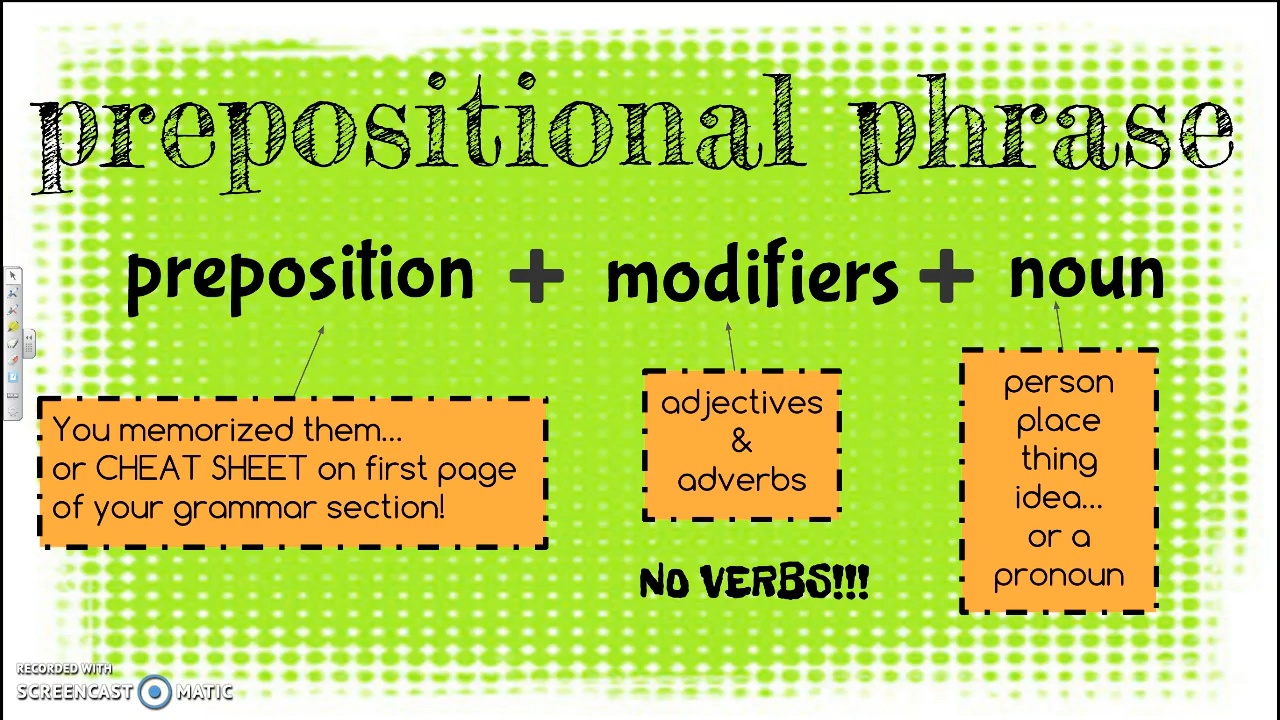 prepositional phrase
preposition + modifiers + noun
You memorized them...
or CHEAT SHEET on first page
of your grammar section!
adjectives
&
adverbs
NO VERBS!!!
person
place
thing
idea...
or a
pronoun
RECORDED WITH
SCREENCAST MATIC